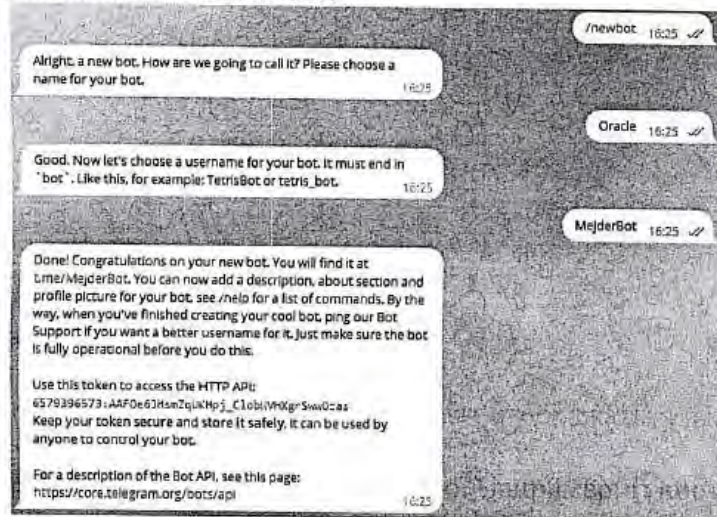 /newbot 16:25
Alright, a new bot. How are we going to call it? Please choose a
name for your bot.
16:25
Oracle 16:25
Good. Now let's choose a username for your bot. It must end in
`bot`. Like this, for example: TetrisBot or tetris_bot.
16:25
MejderBot 16:25
Done! Congratulations on your new bot. You will find it at
t.me/MejderBot. You can now add a description, about section and
profile picture for your bot, see /help for a list of commands. By the
way, when you've finished creating your cool bot, ping our Bot
Support if you want a better username for it. Just make sure the bot
is fully operational before you do this.
Use this token to access the HTTP API:
Keep your token secure and store it safely, it can be used by
anyone to control your bot.
For a description of the Bot API, see this page:
https://core.telegram.org/bots/api
16:25